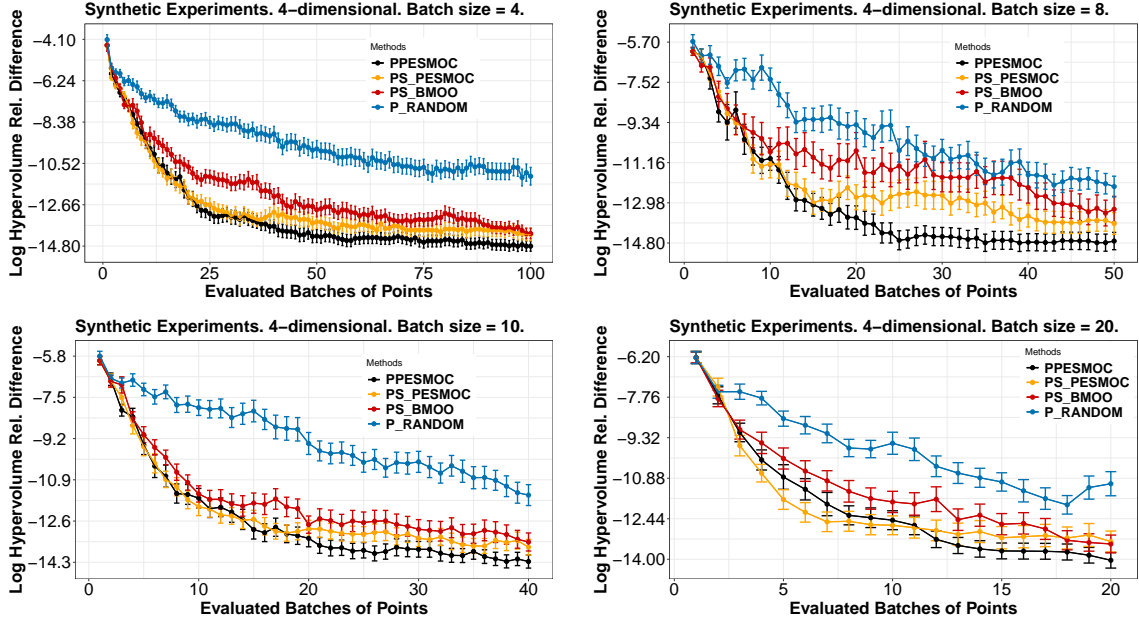 Synthetic Experiments. 4−dimensional. Batch size = 4.
Log Hypervolume Rel. Difference
−4.10
−6.24
−8.38
−10.52
−12.66
−14.80
Methods
PPESMOC
PS_PESMOC
PS_BMOO
P_RANDOM
0 25 50 75 100
Evaluated Batches of Points
Synthetic Experiments. 4−dimensional. Batch size = 8.
Log Hypervolume Rel. Difference
−5.70
−7.52
−9.34
−11.16
−12.98
−14.80
Methods
PPESMOC
PS_PESMOC
PS_BMOO
P_RANDOM
0 10 20 30 40 50
Evaluated Batches of Points
Synthetic Experiments. 4−dimensional. Batch size = 10.
Log Hypervolume Rel. Difference
−5.8
−7.5
−9.2
−10.9
−12.6
−14.3
Methods
PPESMOC
PS_PESMOC
PS_BMOO
P_RANDOM
0 10 20 30 40
Evaluated Batches of Points
Synthetic Experiments. 4−dimensional. Batch size = 20.
Log Hypervolume Rel. Difference
−6.20
−7.76
−9.32
−10.88
−12.44
−14.00
Methods
PPESMOC
PS_PESMOC
PS_BMOO
P_RANDOM
0 5 10 15 20
Evaluated Batches of Points